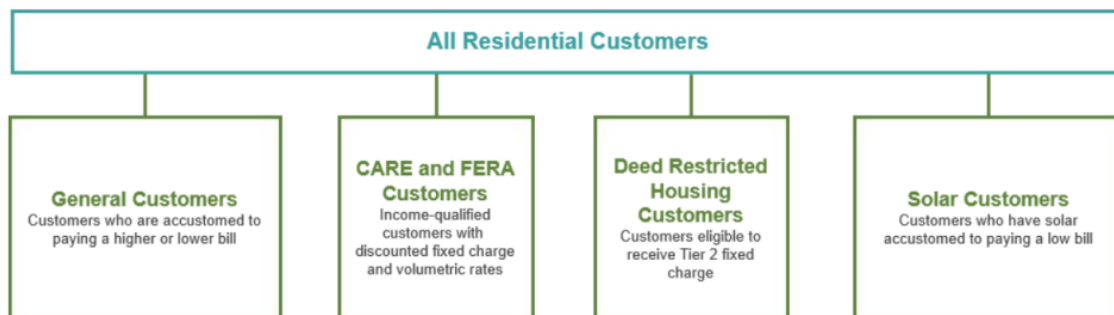 All Residential Customers
General Customers
Customers who are accustomed to
paying a higher or lower bill
CARE and FERA
Customers
Income-qualified
customers with
discounted fixed charge
and volumetric rates
Deed Restricted
Housing
Customers
Customers eligible to
receive Tier 2 fixed
charge
Solar Customers
Customers who have solar
accustomed to paying a low bill